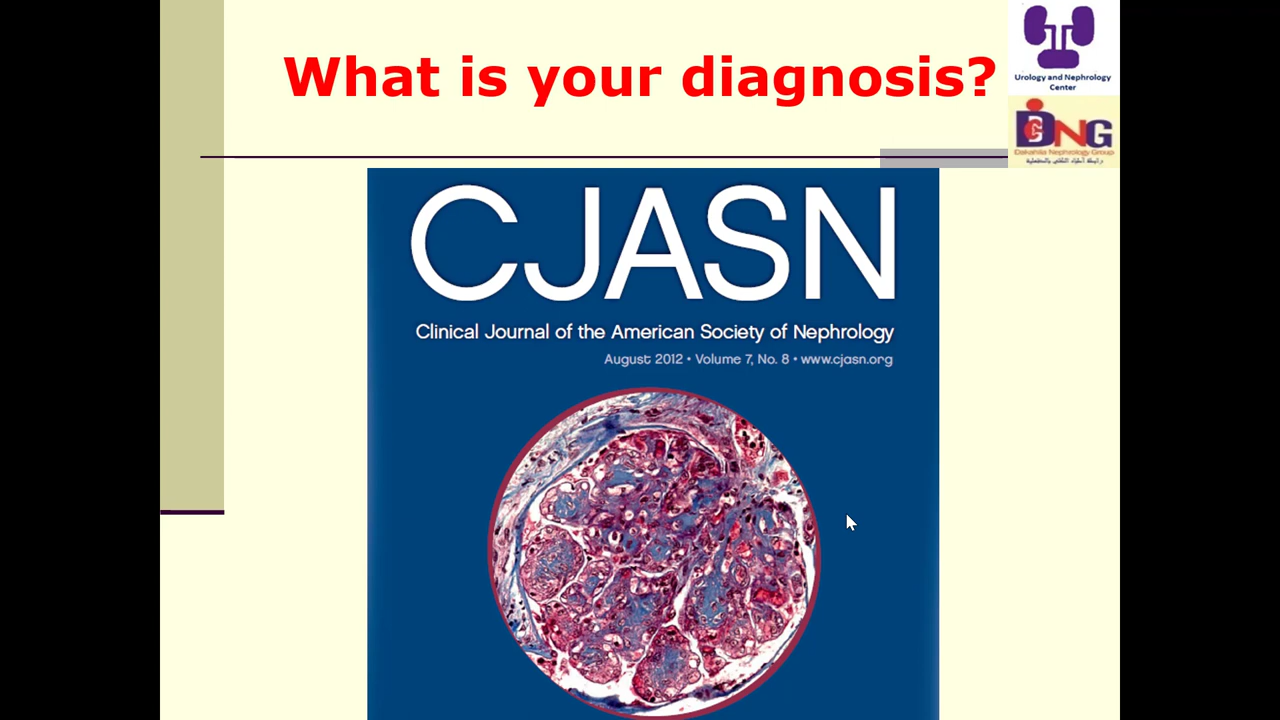 What is your diagnosis?
Urology and Nephrology
Center
DNG
Dakahlia Nephrology Group
CJASN
Clinical Journal of the American Society of Nephrology
August 2012 • Volume 7, No. 8 • www.cjasn.org